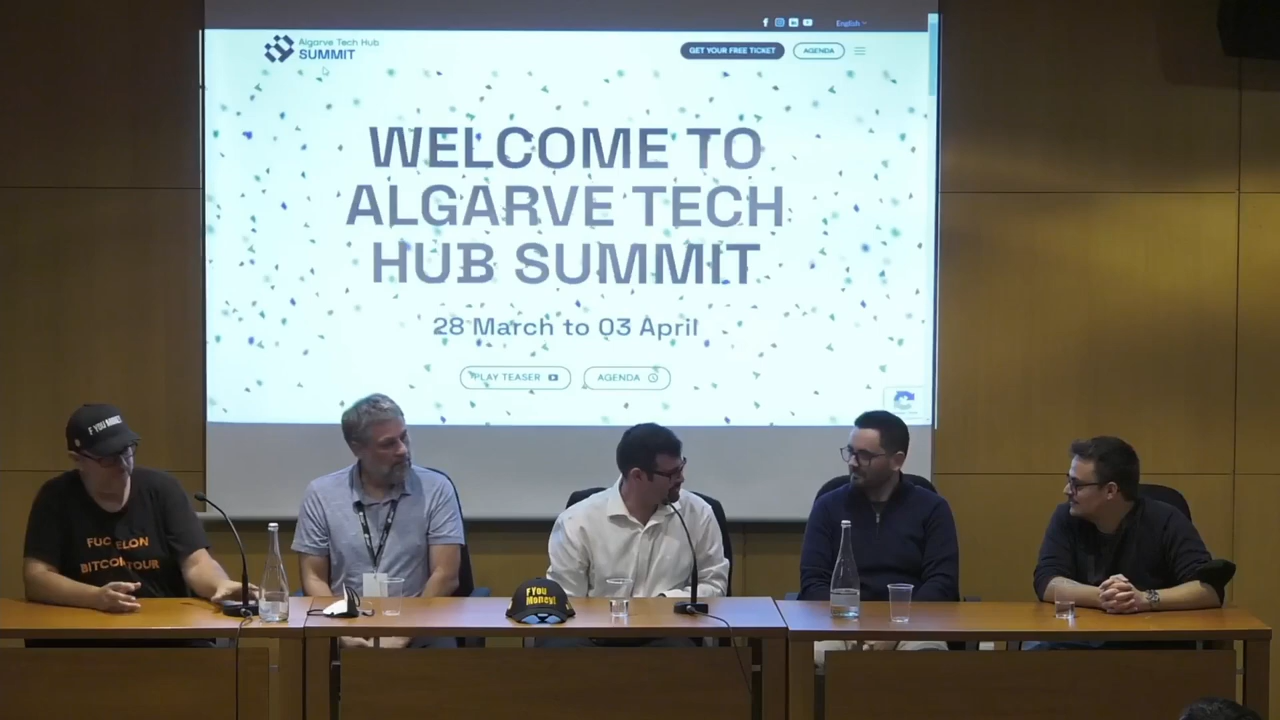 English
Algarve Tech Hub
SUMMIT
GET YOUR FREE TICKET
AGENDA
WELCOME TO
ALGARVE TECH
HUB SUMMIT
28 March to 03 April
PLAY TEASER
AGENDA
F YOU MONEY
FUC ELON
BITCOIN TOUR
F You
Money!